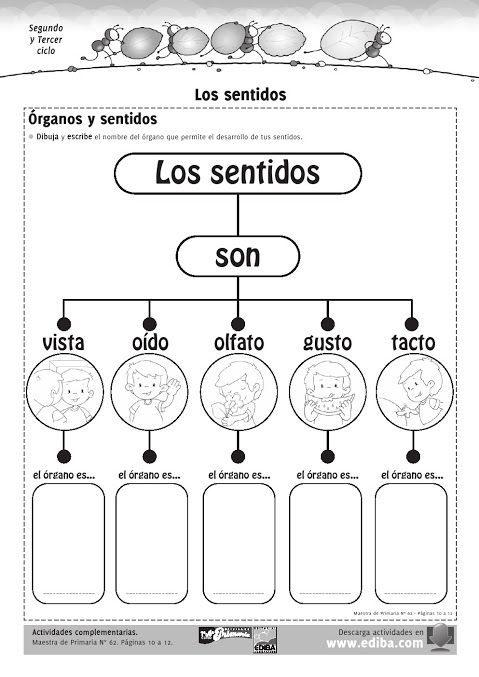 Segundo
y Tercer
ciclo
Los sentidos
Órganos y sentidos
Dibuja y escribe el nombre del órgano que permite el desarrollo de tus sentidos.
Los sentidos
son
vista oído olfato gusto tacto
el órgano es... el órgano es... el órgano es... el órgano es... el órgano es...
Maestra de Primaria N° 62 - Páginas 10 a 12
Actividades complementarias.
Maestra de Primaria N° 62. Páginas 10 a 12.
EDIBA
Descarga actividades en
www.ediba.com